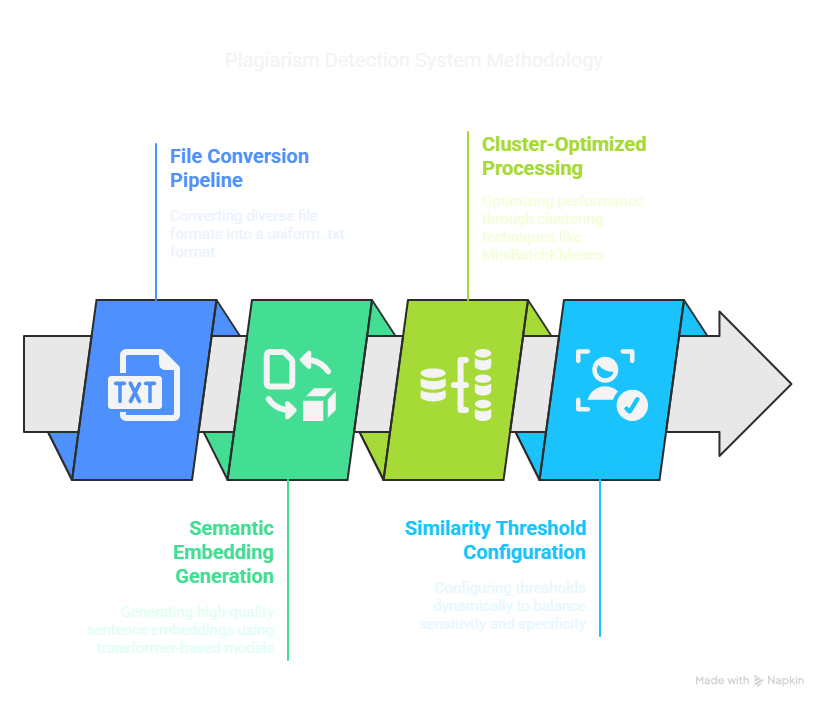 Plagiarism Detection System Methodology
File Conversion
Pipeline
Converting diverse file
formats into a uniform .txt
format
Cluster-Optimized
Processing
Optimizing performance
through clustering
techniques like
MiniBatchKMeans
TXT
Semantic
Embedding
Generation
Generating high-quality
sentence embeddings using
transformer-based models
Similarity Threshold
Configuration
Configuring thresholds
dynamically to balance
sensitivity and specificity
Made with Napkin